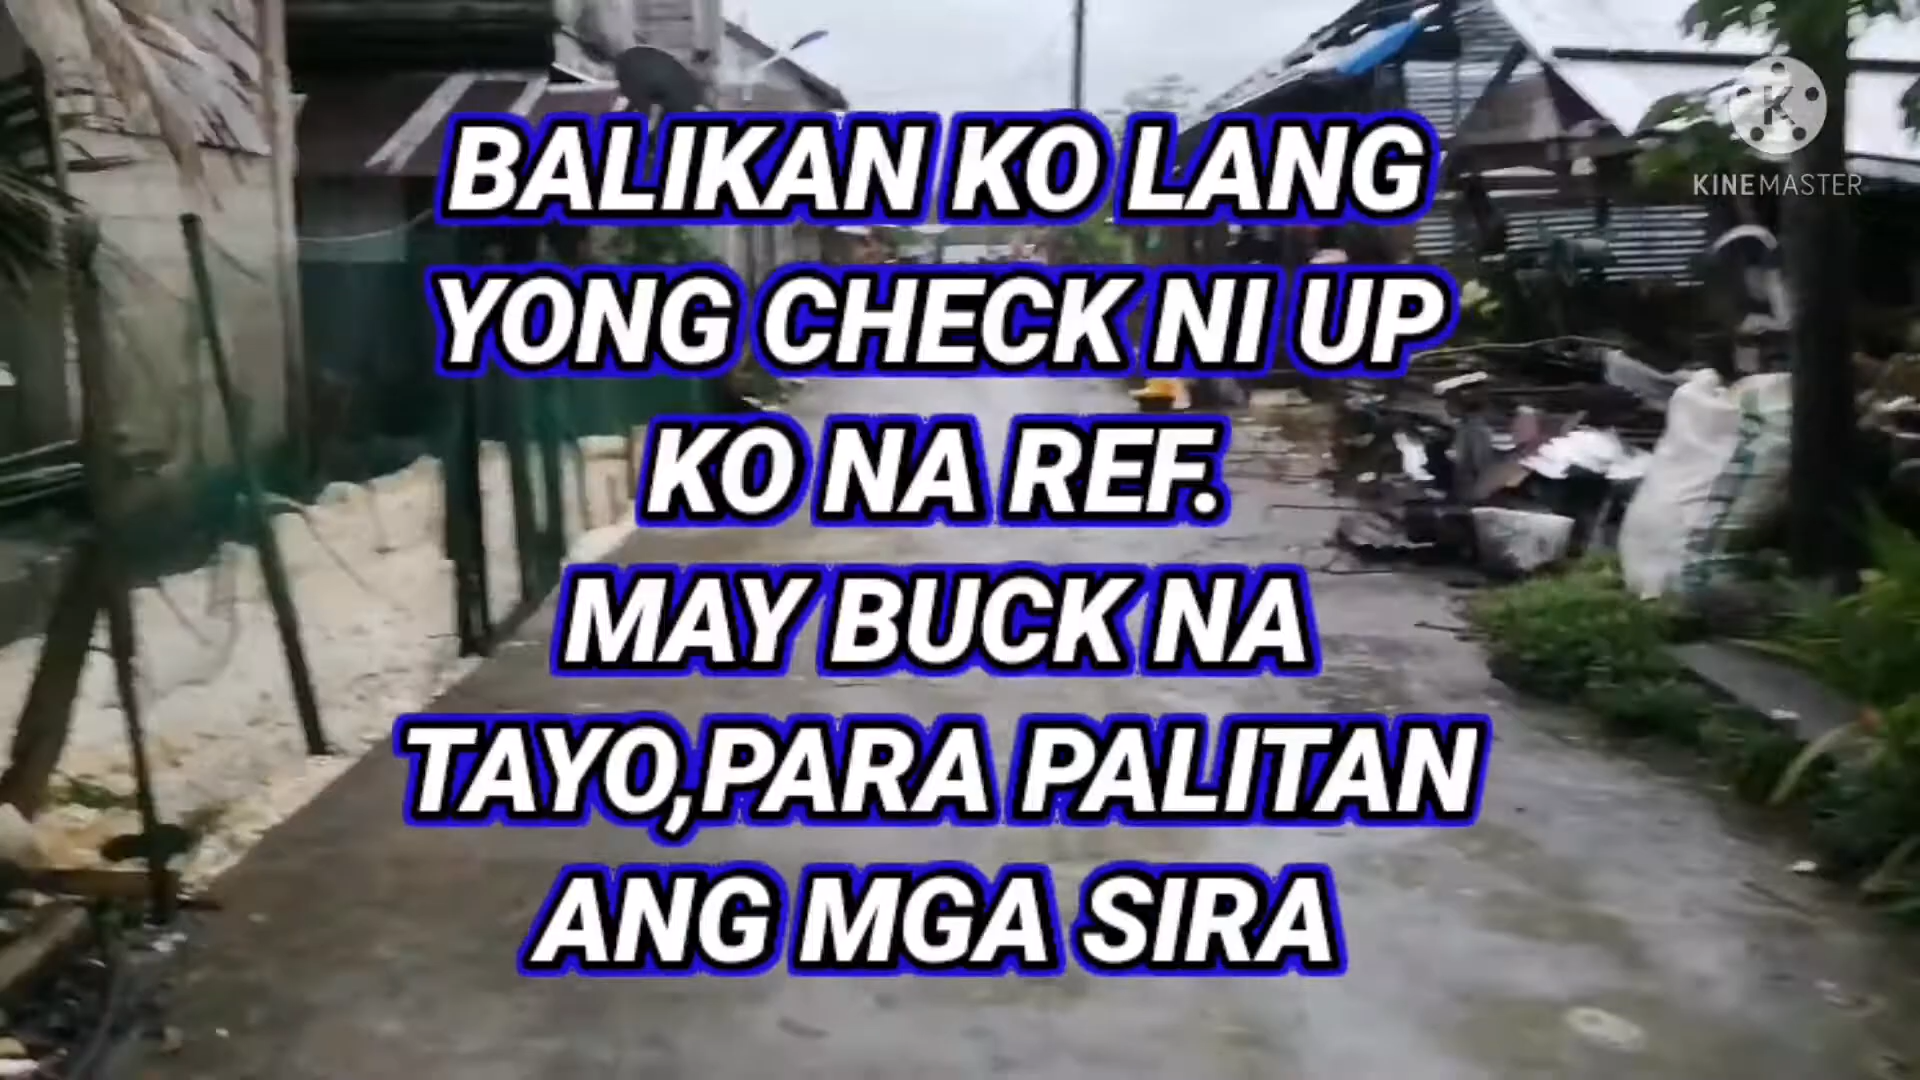 KINEMASTER
BALIKAN KO LANG
YONG CHECK NI UP
KO NA REF.
MAY BUCK NA
TAYO,PARA PALITAN
ANG MGA SIRA